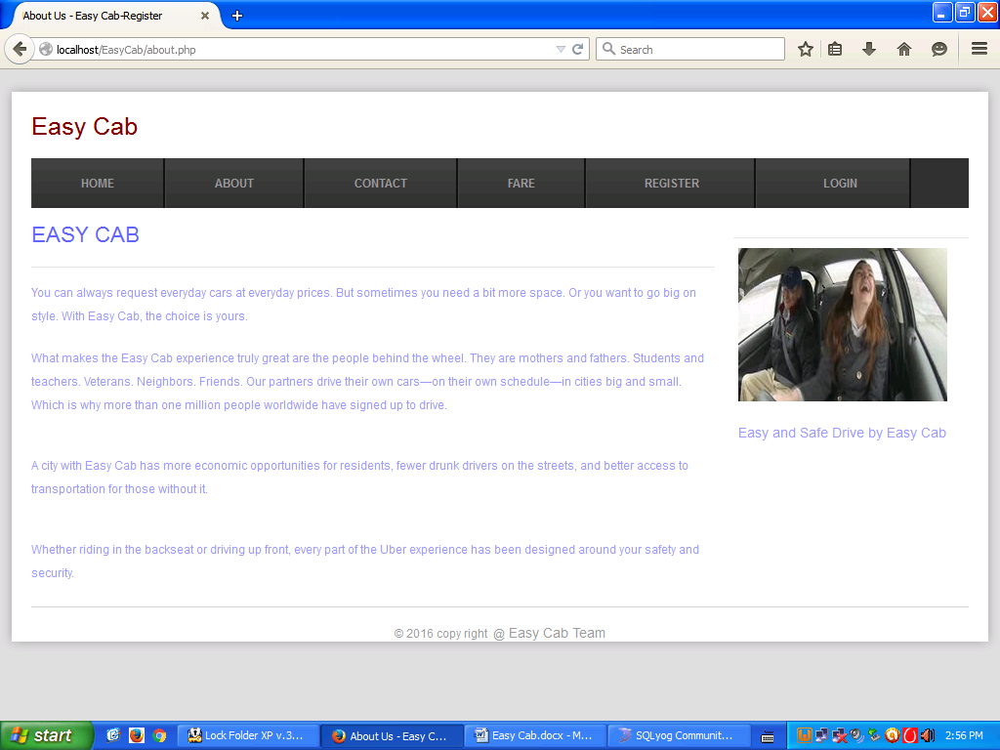 About Us - Easy Cab-Register
localhost/EasyCab/about.php
Search
Easy Cab
HOME
ABOUT
CONTACT
FARE
REGISTER
LOGIN
EASY CAB
You can always request everyday cars at everyday prices. But sometimes you need a bit more space. Or you want to go big on
style. With Easy Cab, the choice is yours.
What makes the Easy Cab experience truly great are the people behind the wheel. They are mothers and fathers. Students and
teachers. Veterans. Neighbors. Friends. Our partners drive their own cars—on their own schedule—in cities big and small.
Which is why more than one million people worldwide have signed up to drive.
A city with Easy Cab has more economic opportunities for residents, fewer drunk drivers on the streets, and better access to
transportation for those without it.
Whether riding in the backseat or driving up front, every part of the Uber experience has been designed around your safety and
security.
Easy and Safe Drive by Easy Cab
© 2016 copy right @ Easy Cab Team
start
Lock Folder XP v.3...
About Us - Easy C...
Easy Cab.docx - M...
SQLyog Communit...
2:56 PM